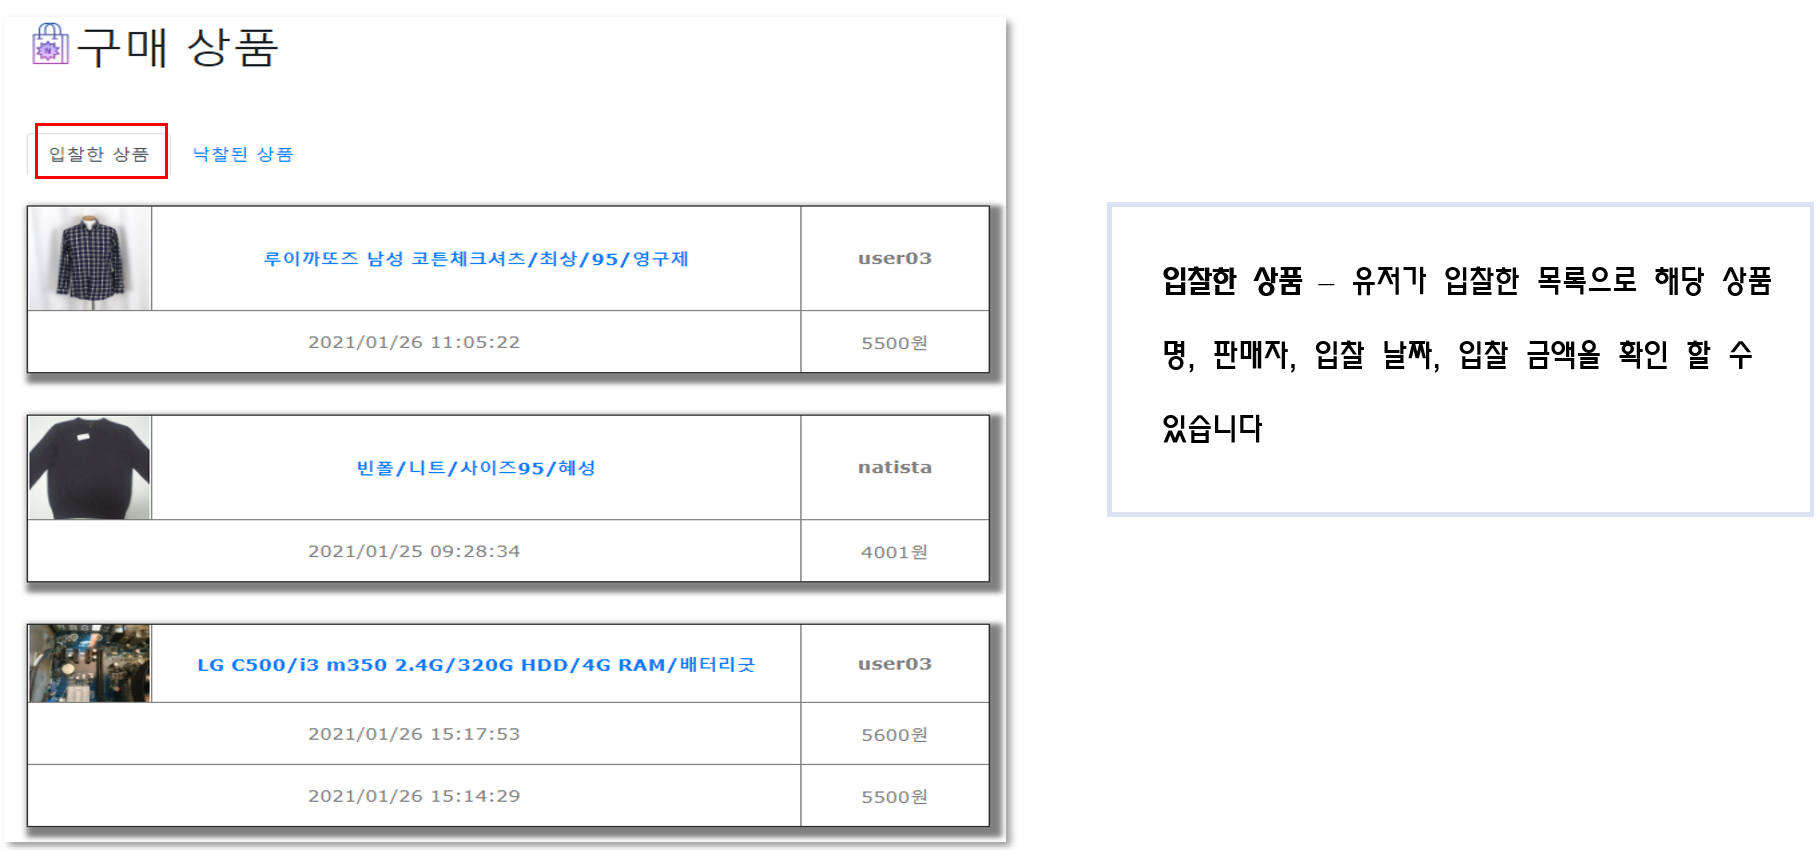 구매 상품
입찰한 상품 낙찰된 상품
루이까또즈 남성 코튼체크셔츠/최상/95/영구제 user03
2021/01/26 11:05:22 5500원
빈폴/니트/사이즈95/혜성 natista
2021/01/25 09:28:34 4001원
LG C500/i3 m350 2.4G/320G HDD/4G RAM/배터리굿 user03
2021/01/26 15:17:53 5600원
2021/01/26 15:14:29 5500원
입찰한 상품 – 유저가 입찰한 목록으로 해당 상품
명, 판매자, 입찰 날짜, 입찰 금액을 확인 할 수
있습니다